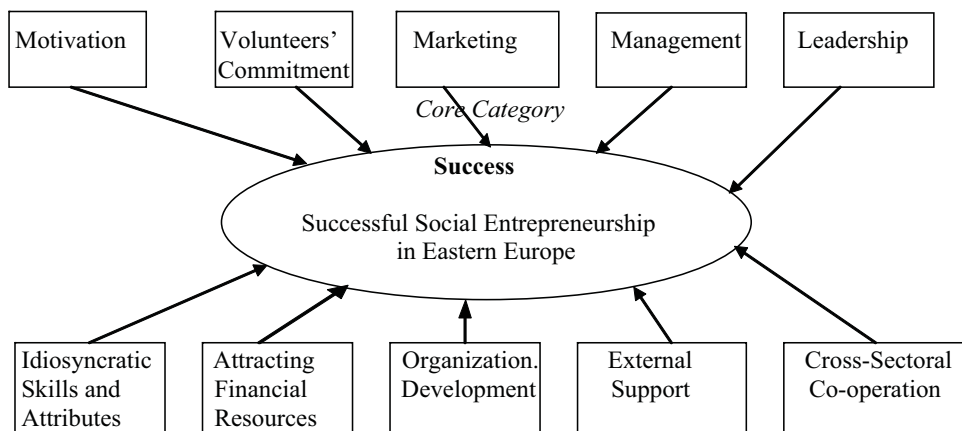 Motivation
Volunteers’
Commitment
Marketing
Management
Leadership
Core Category
Success
Successful Social Entrepreneurship
in Eastern Europe
Idiosyncratic
Skills and
Attributes
Attracting
Financial
Resources
Organization.
Development
External
Support
Cross-Sectoral
Co-operation